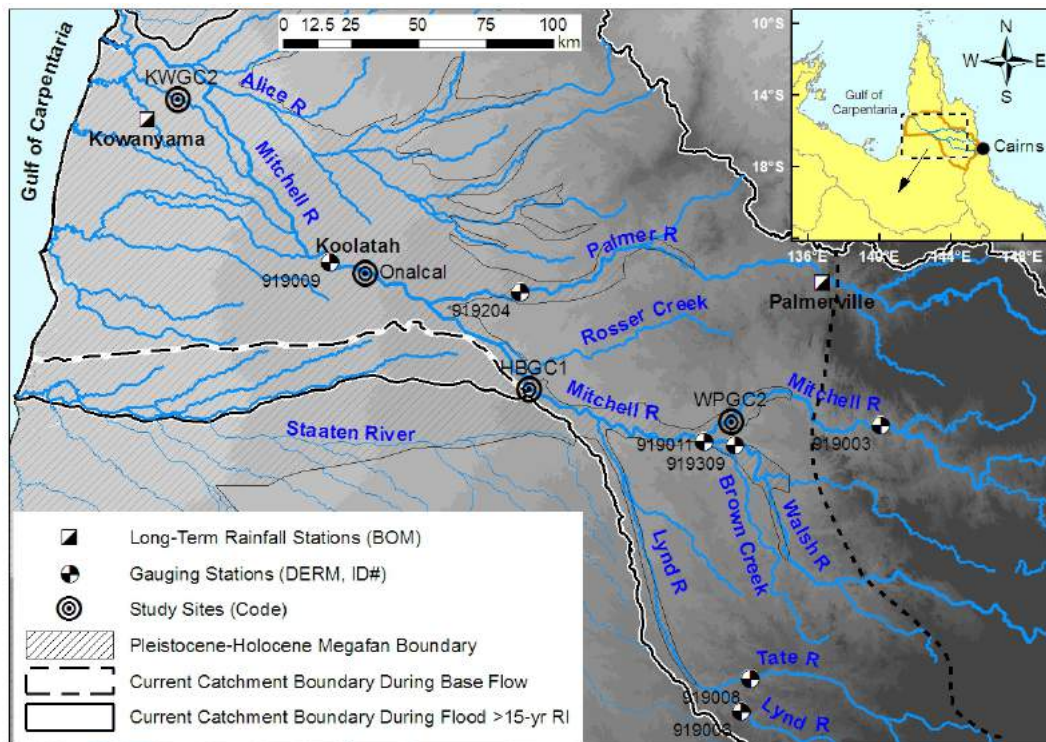 0 12.5 25 50 75 100
km
10°S
14°S
18°S
136°E 140°E 144°E 148°E
N
W E
S
Gulf of
Carpentaria
Cairns
Gulf of Carpentaria
KWGC2
Kowanyama
Alice R
Mitchell R
Koolatah
919009
Onalcal
919204
Palmer R
Palmerville
Rosser Creek
HBGC1
Mitchell R
WPGC2
Mitchell R
919003
919011
919309
Staaten River
Lynd R
Brown Creek
Walsh R
Tate R
919008
Lynd R
Long-Term Rainfall Stations (BOM)
Gauging Stations (DERM, ID#)
Study Sites (Code)
Pleistocene-Holocene Megafan Boundary
Current Catchment Boundary During Base Flow
Current Catchment Boundary During Flood >15-yr RI